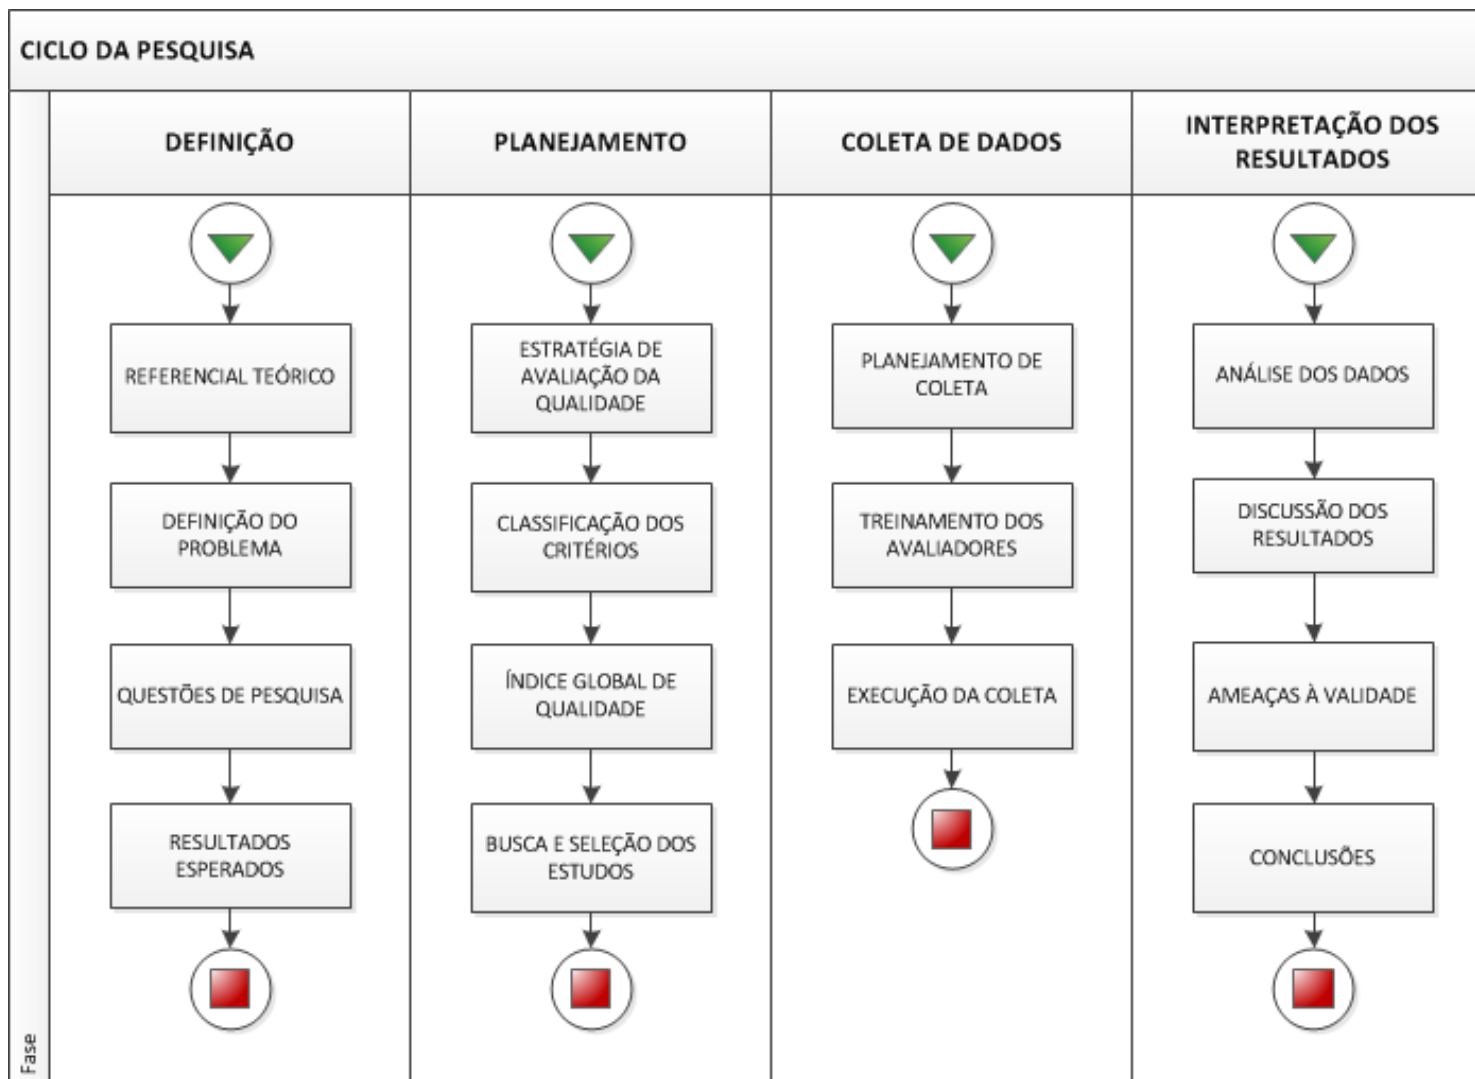 CICLO DA PESQUISA
DEFINIÇÃO
PLANEJAMENTO
COLETA DE DADOS
INTERPRETAÇÃO DOS
RESULTADOS
REFERENCIAL TEÓRICO
DEFINIÇÃO DO
PROBLEMA
QUESTÕES DE PESQUISA
RESULTADOS
ESPERADOS
ESTRATÉGIA DE
AVALIAÇÃO DA
QUALIDADE
CLASSIFICAÇÃO DOS
CRITÉRIOS
ÍNDICE GLOBAL DE
QUALIDADE
BUSCA E SELEÇÃO DOS
ESTUDOS
PLANEJAMENTO DE
COLETA
TREINAMENTO DOS
AVALIADORES
EXECUÇÃO DA COLETA
ANÁLISE DOS DADOS
DISCUSSÃO DOS
RESULTADOS
AMEAÇAS À VALIDADE
CONCLUSÕES
Fase